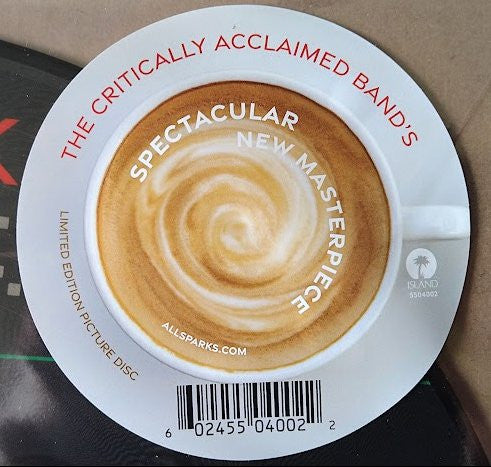 THE CRITICALLY ACCLAIMED BAND'S
SPECTACULAR
NEW MASTERPIECE
LIMITED EDITION PICTURE DISC
ALLSPARKS.COM
ISLAND
5504002
6 02455 04002 2
X